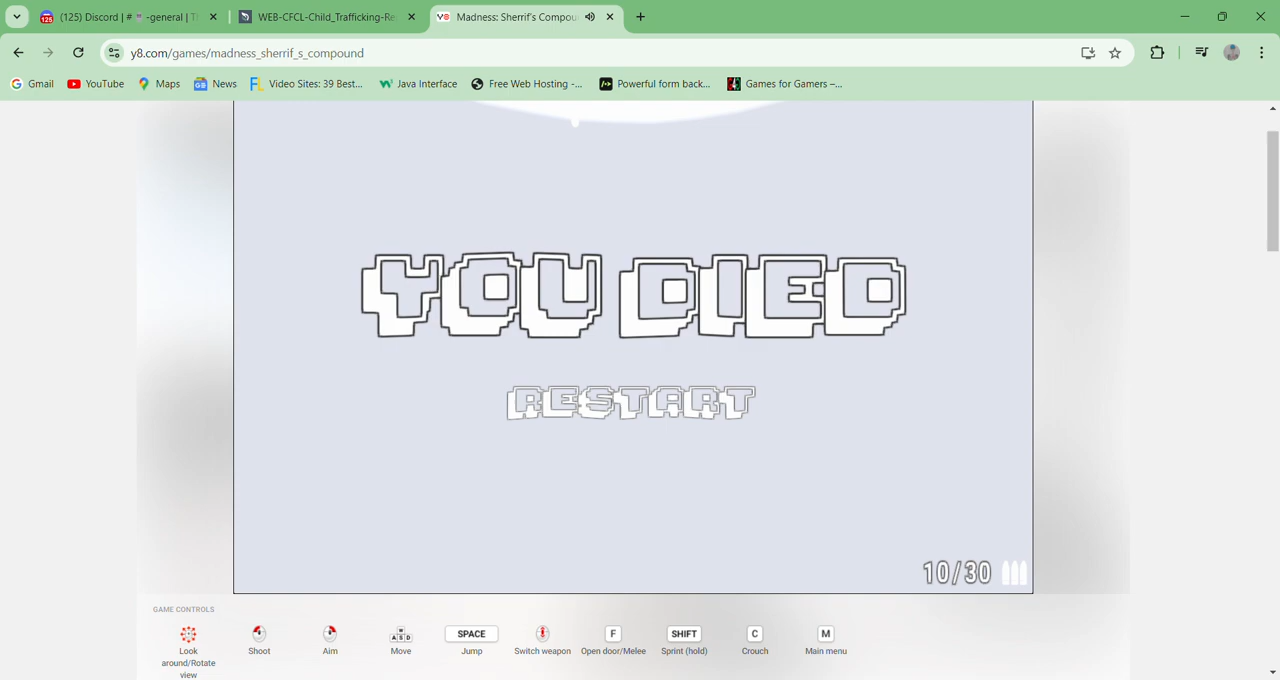 (125) Discord | # -general | T
WEB-CFCL-Child_Trafficking-Re
Madness: Sherrif's Compou
y8.com/games/madness_sherrif_s_compound
Gmail
YouTube
Maps
News
Video Sites: 39 Best...
Java Interface
Free Web Hosting -...
Powerful form back...
Games for Gamers –...
YOU DIED
RESTART
10/30
GAME CONTROLS
W
A S D
SPACE
F
SHIFT
C
M
Look around/Rotate view
Shoot
Aim
Move
Jump
Switch weapon
Open door/Melee
Sprint (hold)
Crouch
Main menu